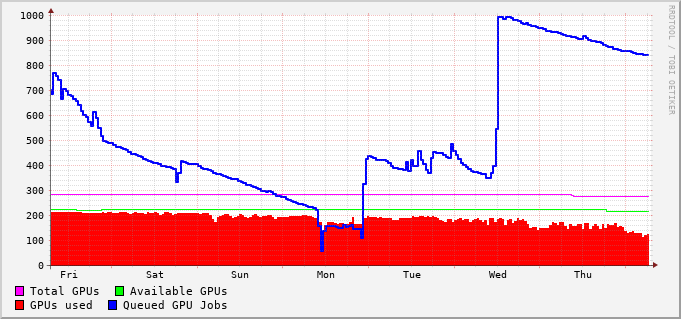 RRDTOOL / TOBI OETIKER
1000
900
800
700
600
500
400
300
200
100
0
Fri Sat Sun Mon Tue Wed Thu
Total GPUs Available GPUs
GPUs used Queued GPU Jobs